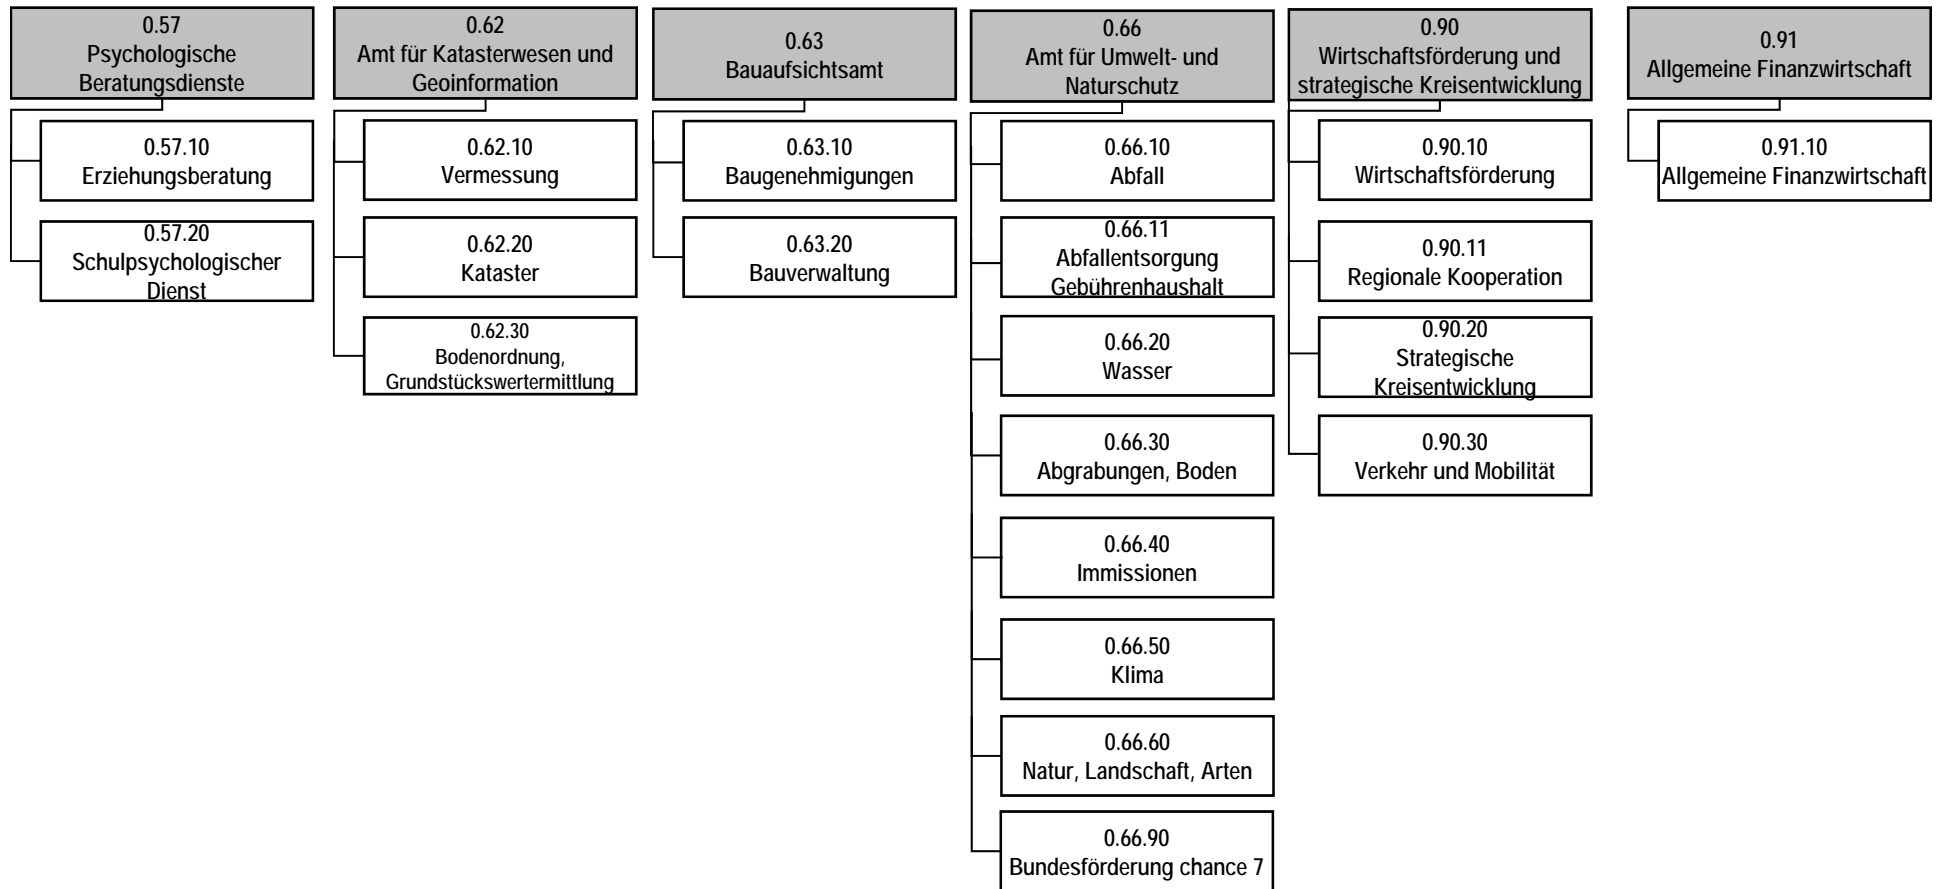 0.57
Psychologische
Beratungsdienste
0.57.10
Erziehungsberatung
0.57.20
Schulpsychologischer
Dienst
0.62
Amt für Katasterwesen und
Geoinformation
0.62.10
Vermessung
0.62.20
Kataster
0.62.30
Bodenordnung,
Grundstückswertermittlung
0.63
Bauaufsichtsamt
0.63.10
Baugenehmigungen
0.63.20
Bauverwaltung
0.66
Amt für Umwelt- und
Naturschutz
0.66.10
Abfall
0.66.11
Abfallentsorgung
Gebührenhaushalt
0.66.20
Wasser
0.66.30
Abgrabungen, Boden
0.66.40
Immissionen
0.66.50
Klima
0.66.60
Natur, Landschaft, Arten
0.66.90
Bundesförderung chance 7
0.90
Wirtschaftsförderung und
strategische Kreisentwicklung
0.90.10
Wirtschaftsförderung
0.90.11
Regionale Kooperation
0.90.20
Strategische
Kreisentwicklung
0.90.30
Verkehr und Mobilität
0.91
Allgemeine Finanzwirtschaft
0.91.10
Allgemeine Finanzwirtschaft